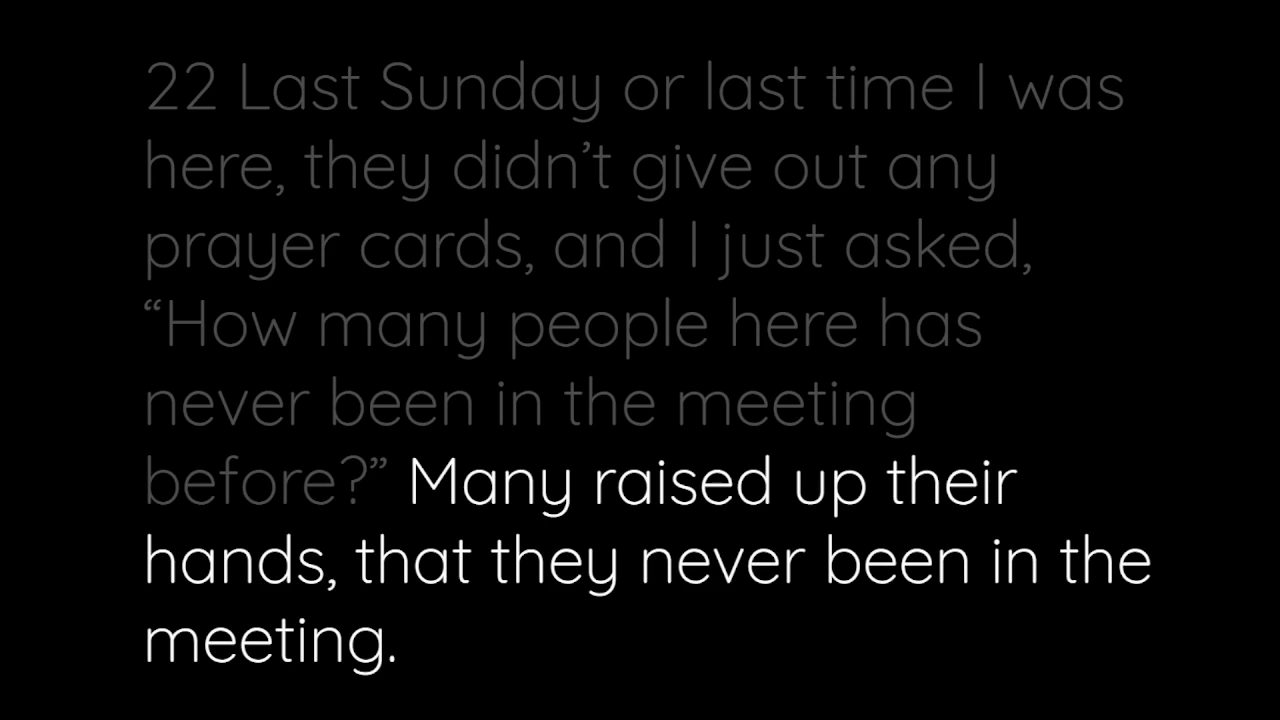 22 Last Sunday or last time I was
here, they didn’t give out any
prayer cards, and I just asked,
“How many people here has
never been in the meeting
before?” Many raised up their
hands, that they never been in the
meeting.